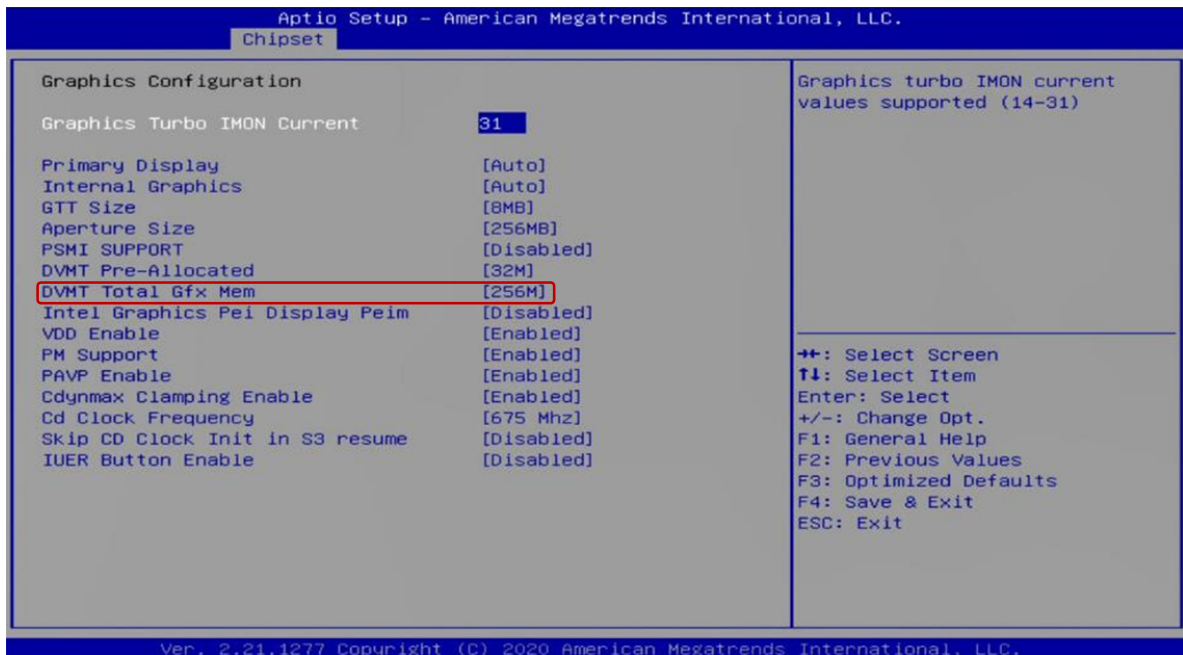 Aptio Setup – American Megatrends International, LLC.
Chipset
Graphics Configuration
Graphics Turbo IMON Current 31
Primary Display [Auto]
Internal Graphics [Auto]
GTT Size [8MB]
Aperture Size [256MB]
PSMI SUPPORT [Disabled]
DVMT Pre-Allocated [32M]
DVMT Total Gfx Mem [256M]
Intel Graphics Pei Display Peim [Disabled]
VDD Enable [Enabled]
PM Support [Enabled]
PAVP Enable [Enabled]
Cdynmax Clamping Enable [Enabled]
Cd Clock Frequency [675 Mhz]
Skip CD Clock Init in S3 resume [Disabled]
IUER Button Enable [Disabled]
Graphics turbo IMON current
values supported (14-31)
→←: Select Screen
↑↓: Select Item
Enter: Select
+/-: Change Opt.
F1: General Help
F2: Previous Values
F3: Optimized Defaults
F4: Save & Exit
ESC: Exit
Ver. 2.21.1277 Copyright (C) 2020 American Megatrends International, LLC.